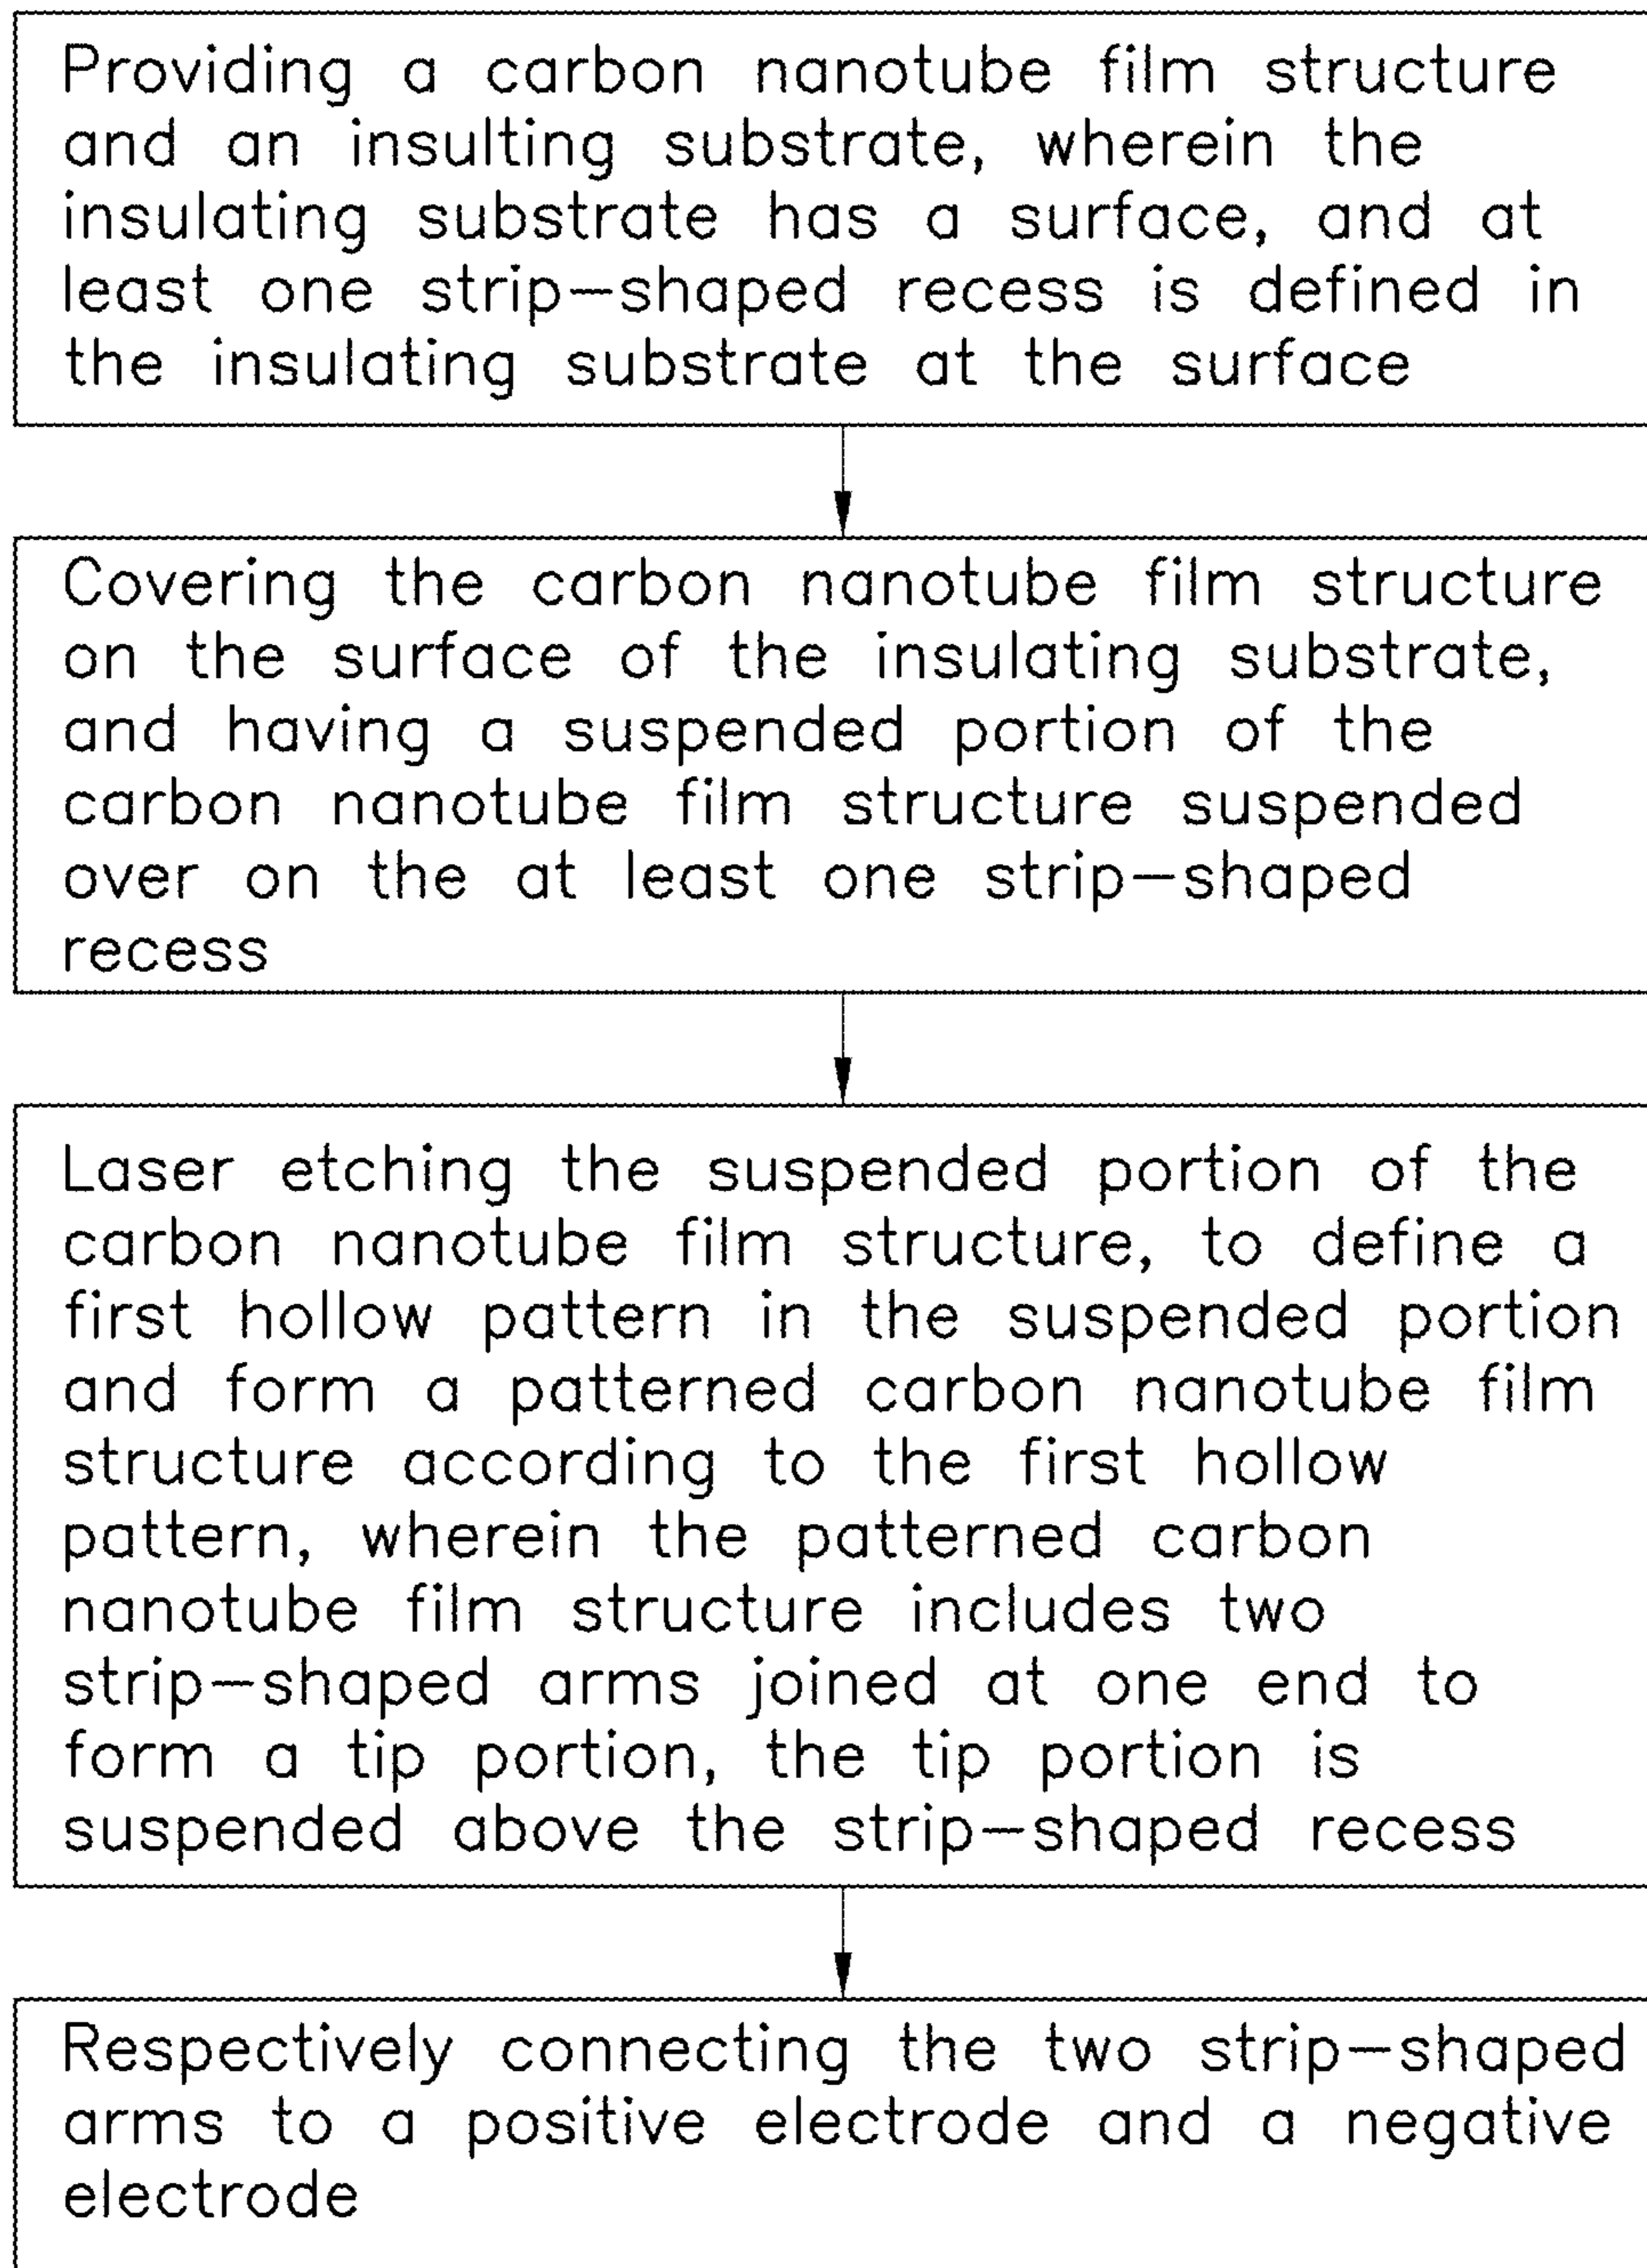 Providing a carbon nanotube film structure
and an insulting substrate, wherein the
insulating substrate has a surface, and at
least one strip-shaped recess is defined in
the insulating substrate at the surface
Covering the carbon nanotube film structure
on the surface of the insulating substrate,
and having a suspended portion of the
carbon nanotube film structure suspended
over on the at least one strip-shaped
recess
Laser etching the suspended portion of the
carbon nanotube film structure, to define a
first hollow pattern in the suspended portion
and form a patterned carbon nanotube film
structure according to the first hollow
pattern, wherein the patterned carbon
nanotube film structure includes two
strip-shaped arms joined at one end to
form a tip portion, the tip portion is
suspended above the strip-shaped recess
Respectively connecting the two strip-shaped
arms to a positive electrode and a negative
electrode